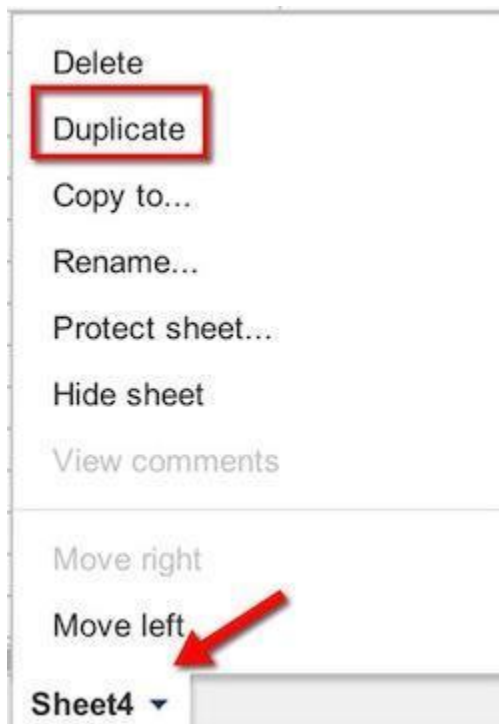 Delete
Duplicate
Copy to...
Rename...
Protect sheet...
Hide sheet
View comments
Move right
Move left
Sheet4